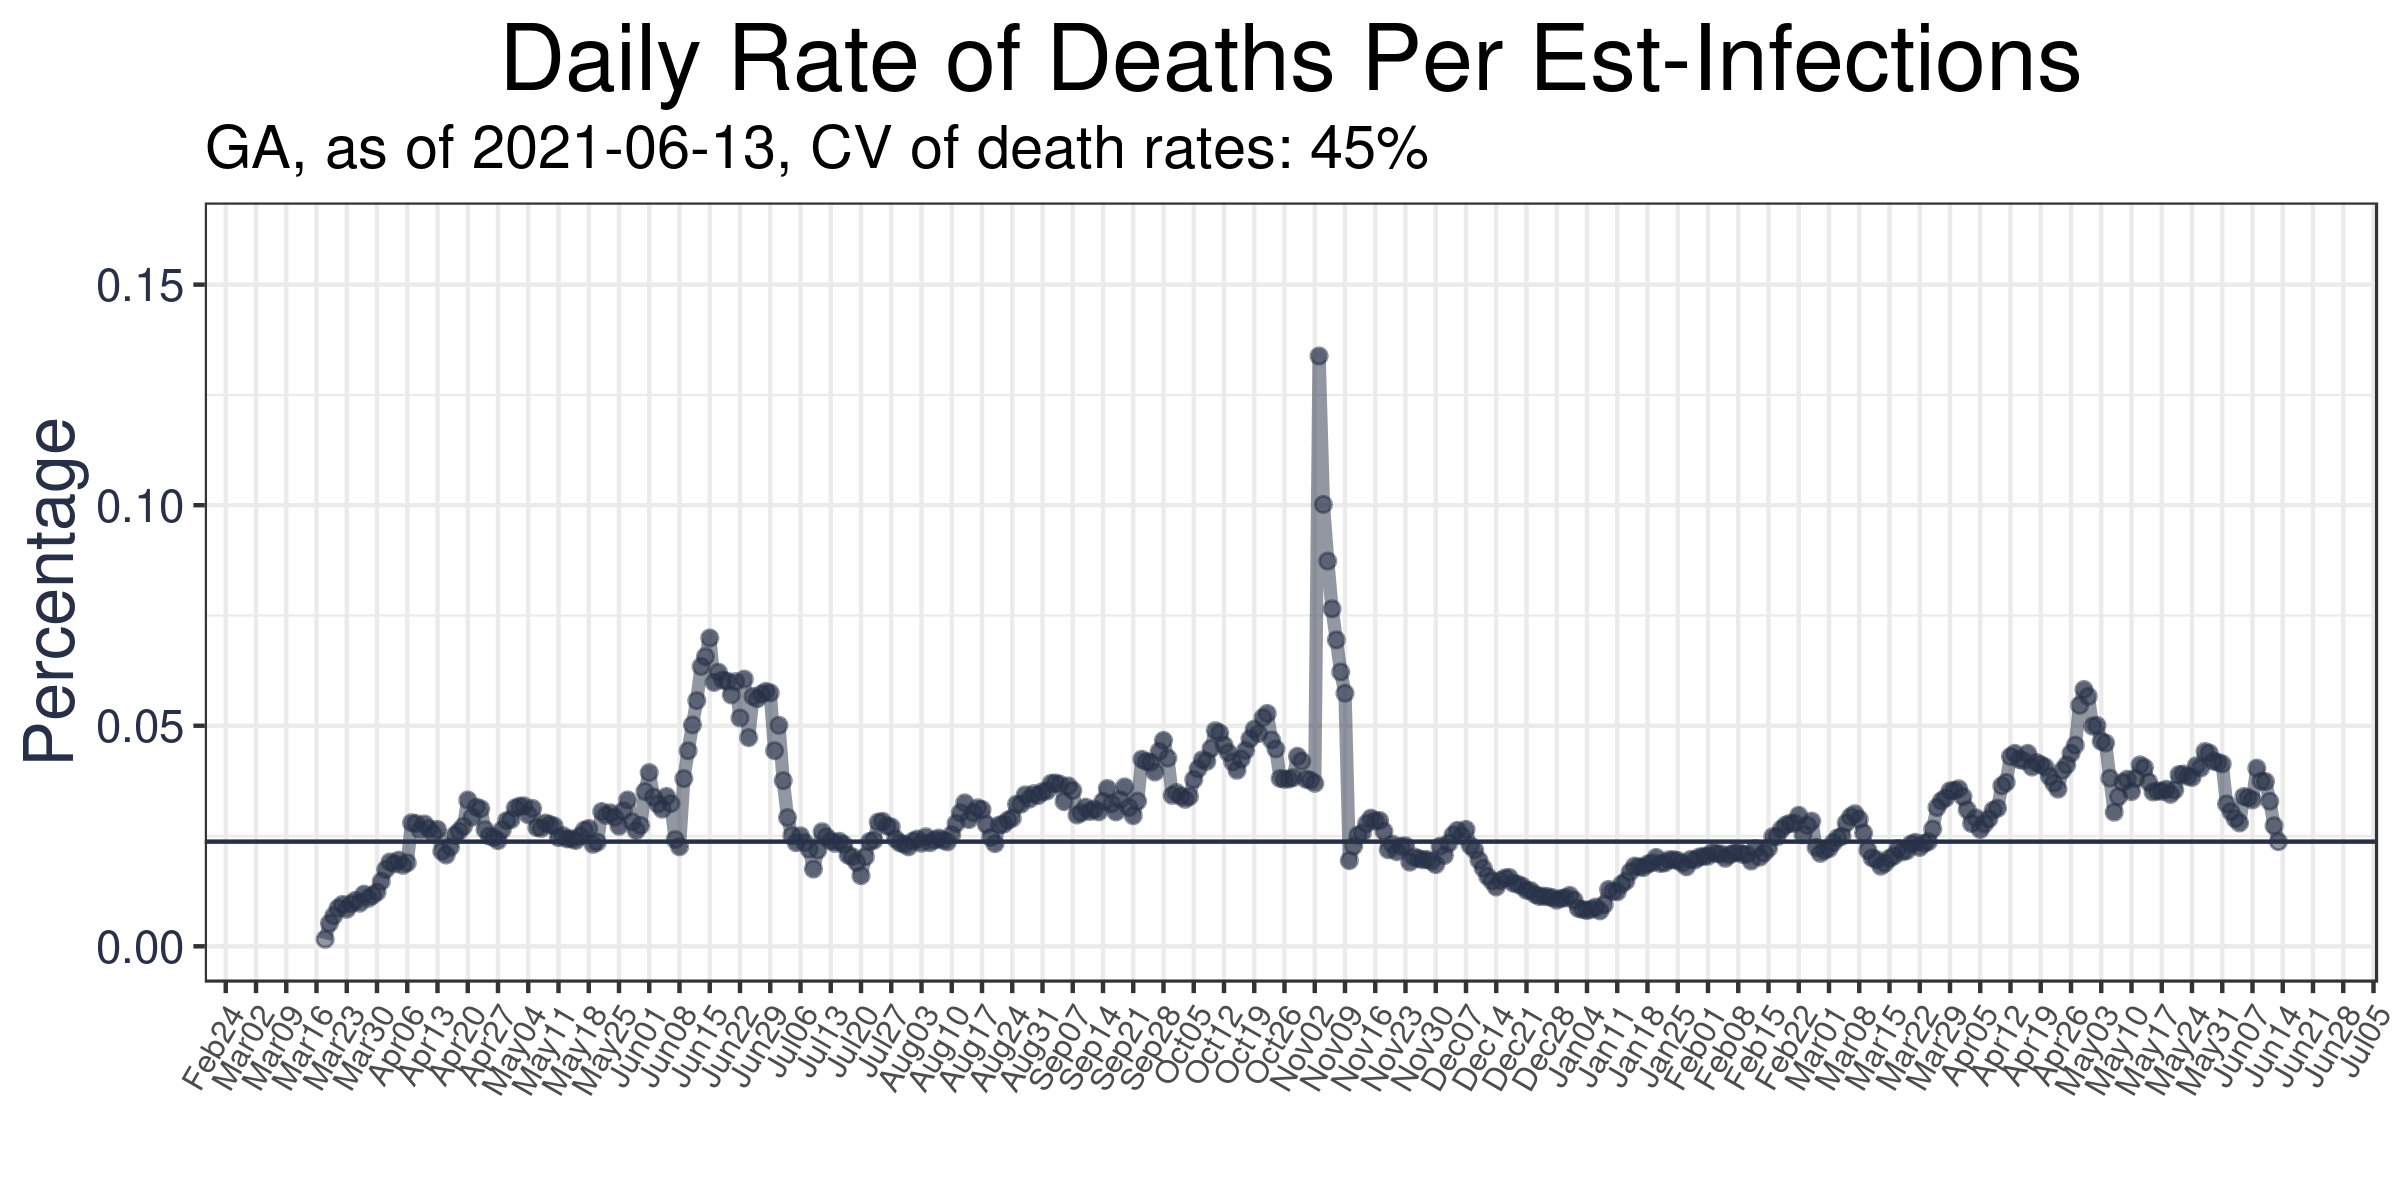 Daily Rate of Deaths Per Est-Infections
GA, as of 2021-06-13, CV of death rates: 45%
Percentage
0.15
0.10
0.05
0.00
Feb24
Mar02
Mar09
Mar16
Mar23
Mar30
Apr06
Apr13
Apr20
Apr27
May04
May11
May18
May25
Jun01
Jun08
Jun15
Jun22
Jun29
Jul06
Jul13
Jul20
Jul27
Aug03
Aug10
Aug17
Aug24
Aug31
Sep07
Sep14
Sep21
Sep28
Oct05
Oct12
Oct19
Oct26
Nov02
Nov09
Nov16
Nov23
Nov30
Dec07
Dec14
Dec21
Dec28
Jan04
Jan11
Jan18
Jan25
Feb01
Feb08
Feb15
Feb22
Mar01
Mar08
Mar15
Mar22
Mar29
Apr05
Apr12
Apr19
Apr26
May03
May10
May17
May24
May31
Jun07
Jun14
Jun21
Jun28
Jul05